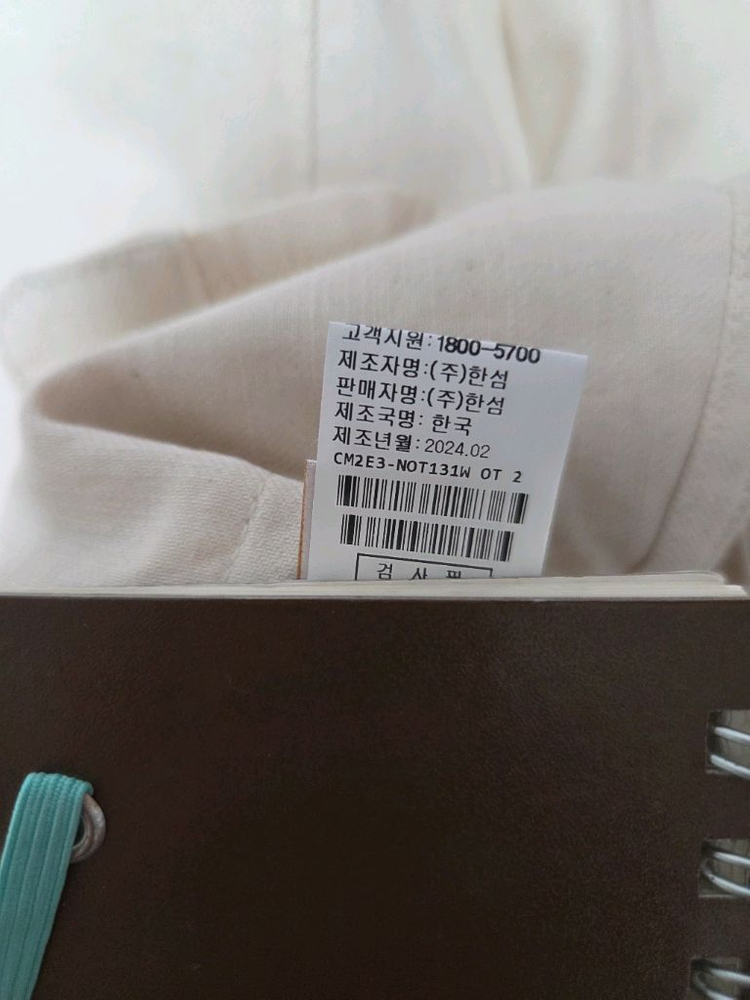 고객지원:1800-5700
제조자명:(주)한섬
판매자명:(주)한섬
제조국명: 한국
제조년월:2024.02
CM2E3-NOT131W OT 2
검 사 필